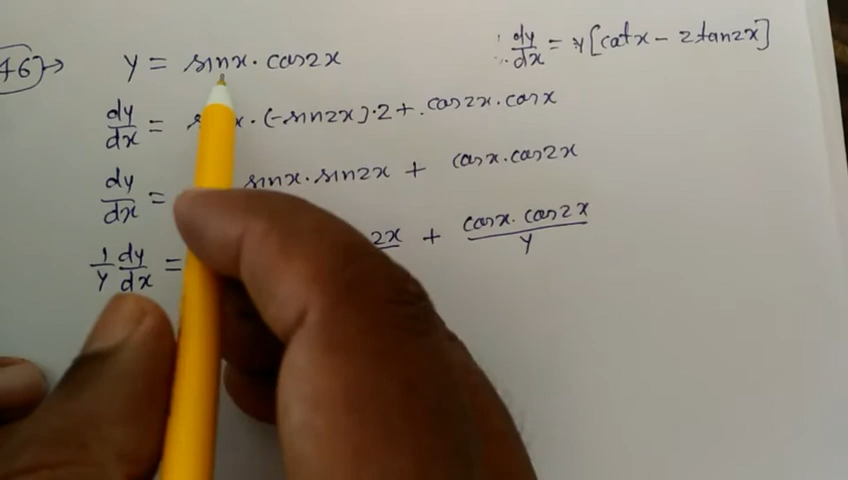 46)→ y = sinx · cos2x
∴ dy/dx = y[cotx - 2tan2x]
dy/dx = · (-sin2x)·2 + cos2x · cosx
dy/dx = sinx · sin2x + cosx · cos2x
1/y dy/dx = 2x + cosx · cos2x/y